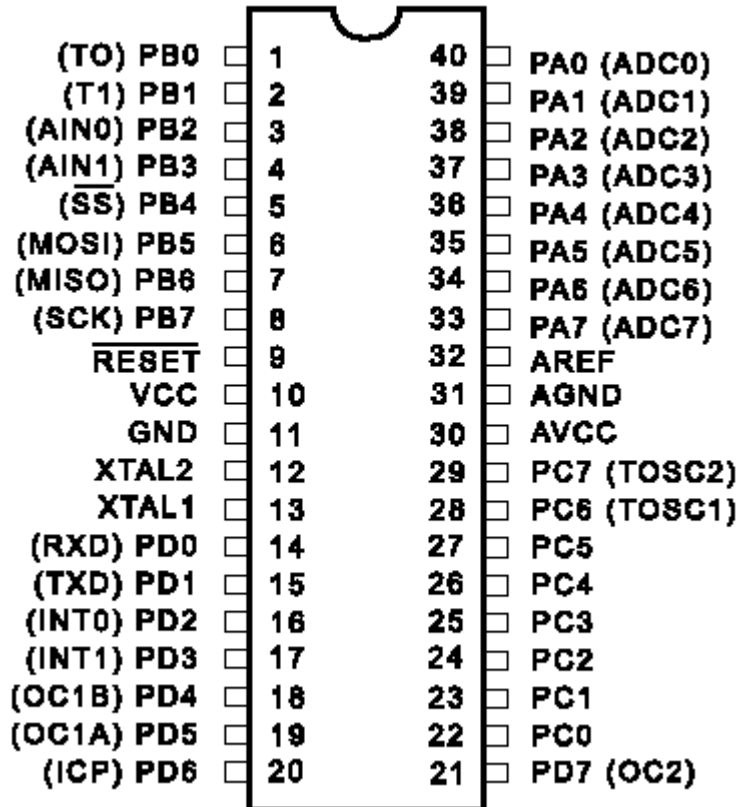 (TO) PB0 1 40 PA0 (ADC0)
(T1) PB1 2 39 PA1 (ADC1)
(AIN0) PB2 3 38 PA2 (ADC2)
(AIN1) PB3 4 37 PA3 (ADC3)
(S̅S̅) PB4 5 36 PA4 (ADC4)
(MOSI) PB5 6 35 PA5 (ADC5)
(MISO) PB6 7 34 PA6 (ADC6)
(SCK) PB7 8 33 PA7 (ADC7)
R̅E̅S̅E̅T̅ 9 32 AREF
VCC 10 31 AGND
GND 11 30 AVCC
XTAL2 12 29 PC7 (TOSC2)
XTAL1 13 28 PC6 (TOSC1)
(RXD) PD0 14 27 PC5
(TXD) PD1 15 26 PC4
(INT0) PD2 16 25 PC3
(INT1) PD3 17 24 PC2
(OC1B) PD4 18 23 PC1
(OC1A) PD5 19 22 PC0
(ICP) PD6 20 21 PD7 (OC2)